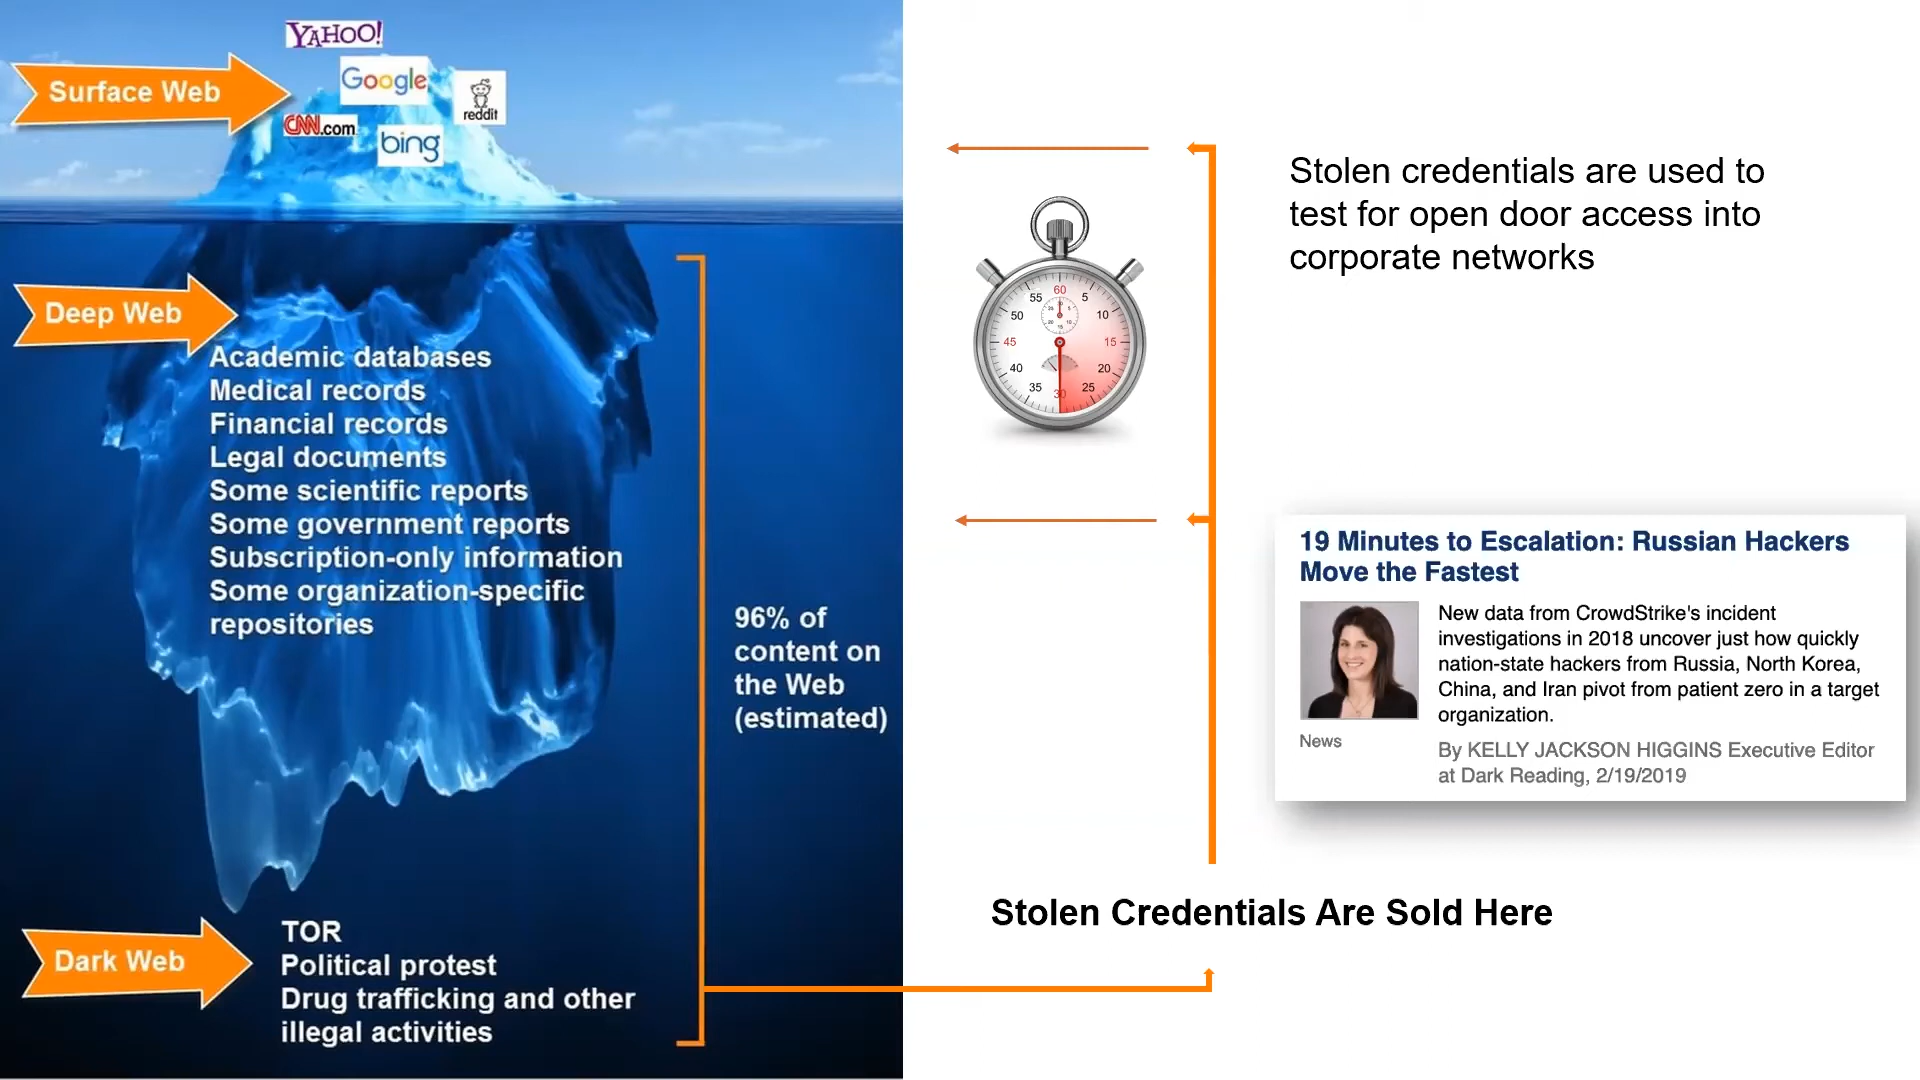 YAHOO!
Google
reddit
CNN.com
bing
Surface Web
Deep Web
Academic databases
Medical records
Financial records
Legal documents
Some scientific reports
Some government reports
Subscription-only information
Some organization-specific
repositories
96% of
content on
the Web
(estimated)
Dark Web
TOR
Political protest
Drug trafficking and other
illegal activities
60
5
10
15
20
25
30
35
40
45
50
55
Stolen credentials are used to
test for open door access into
corporate networks
19 Minutes to Escalation: Russian Hackers
Move the Fastest
New data from CrowdStrike's incident
investigations in 2018 uncover just how quickly
nation-state hackers from Russia, North Korea,
China, and Iran pivot from patient zero in a target
organization.
News
By KELLY JACKSON HIGGINS Executive Editor
at Dark Reading, 2/19/2019
Stolen Credentials Are Sold Here